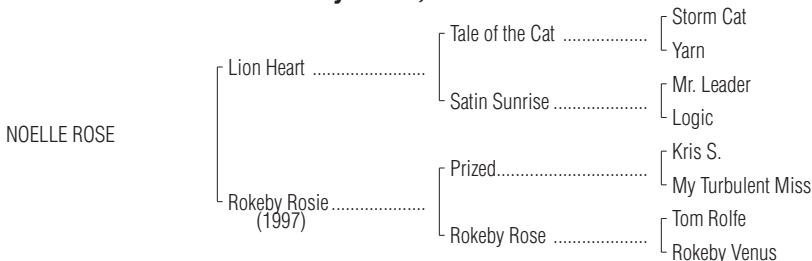 Storm Cat
Tale of the Cat ..................
Yarn
Lion Heart ........................
Mr. Leader
Satin Sunrise ....................
Logic
NOELLE ROSE
Kris S.
Prized................................
My Turbulent Miss
Rokeby Rosie....................
(1997)
Tom Rolfe
Rokeby Rose ....................
Rokeby Venus